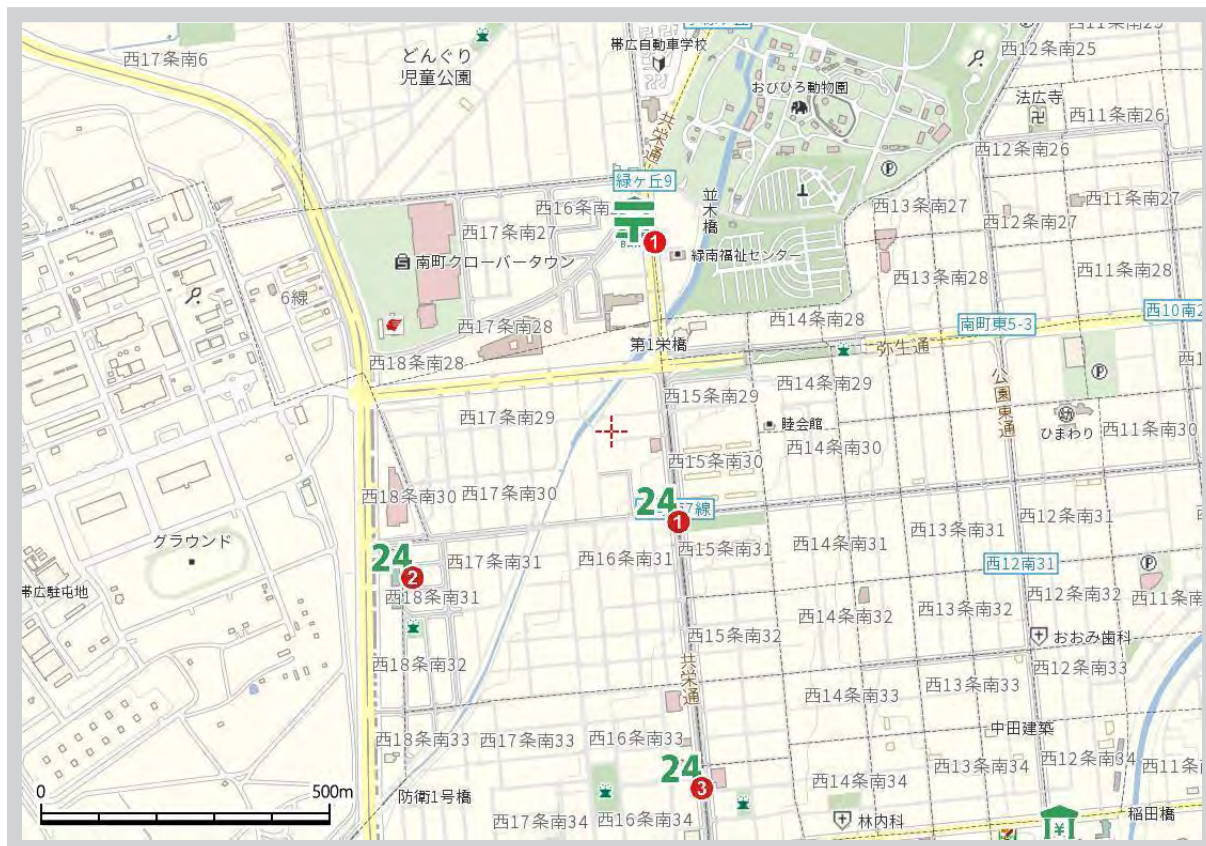 西17条南6
どんぐり
児童公園
帯広自動車学校
西12条南25
おびひろ動物園
法広寺
西11条南26
西12条南26
共栄通
緑ヶ丘9
並木橋
西16条南
西17条南27
西13条南27
西12条南27
西11条南27
1
南町クローバータウン
緑南福祉センター
西13条南28
西11条南28
6線
西17条南28
西14条南28
南町東5-3
西10南2
第1栄橋
弥生通
西18条南28
西15条南29
西14条南29
公園東通
西17条南29
睦会館
ひまわり
西11条南30
西14条南30
西15条南30
西18条南30
西17条南30
24
1
7線
西12条南31
西13条南31
グラウンド
24
2
西17条南31
西16条南31
西15条南31
西14条南31
西12南31
帯広駐屯地
西18条南31
西14条南32
西13条南32
西12条南32
西11条南
西15条南32
おおみ歯科
西18条南32
共栄通
西14条南33
西13条南33
西12条南33
中田建築
西18条南33
西17条南33
西16条南33
24
3
西14条南34
西13条南34
西12条南34
西11条
0
500m
防衛1号橋
西17条南34
西16条南34
林内科
稲田橋